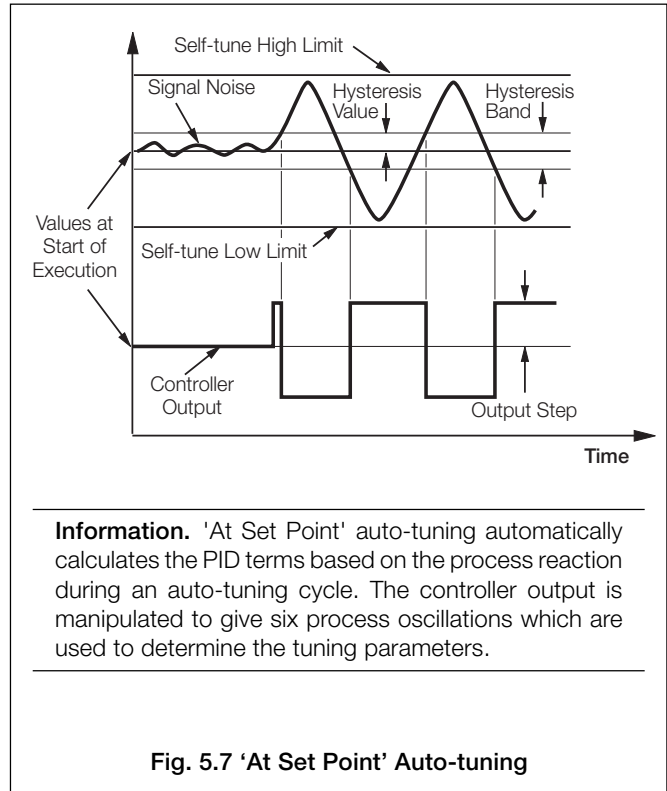 Self-tune High Limit
Signal Noise
Hysteresis
Value
Hysteresis
Band
Values at
Start of
Execution
Self-tune Low Limit
Controller
Output
Output Step
Time
Information. 'At Set Point' auto-tuning automatically
calculates the PID terms based on the process reaction
during an auto-tuning cycle. The controller output is
manipulated to give six process oscillations which are
used to determine the tuning parameters.
Fig. 5.7 ‘At Set Point’ Auto-tuning